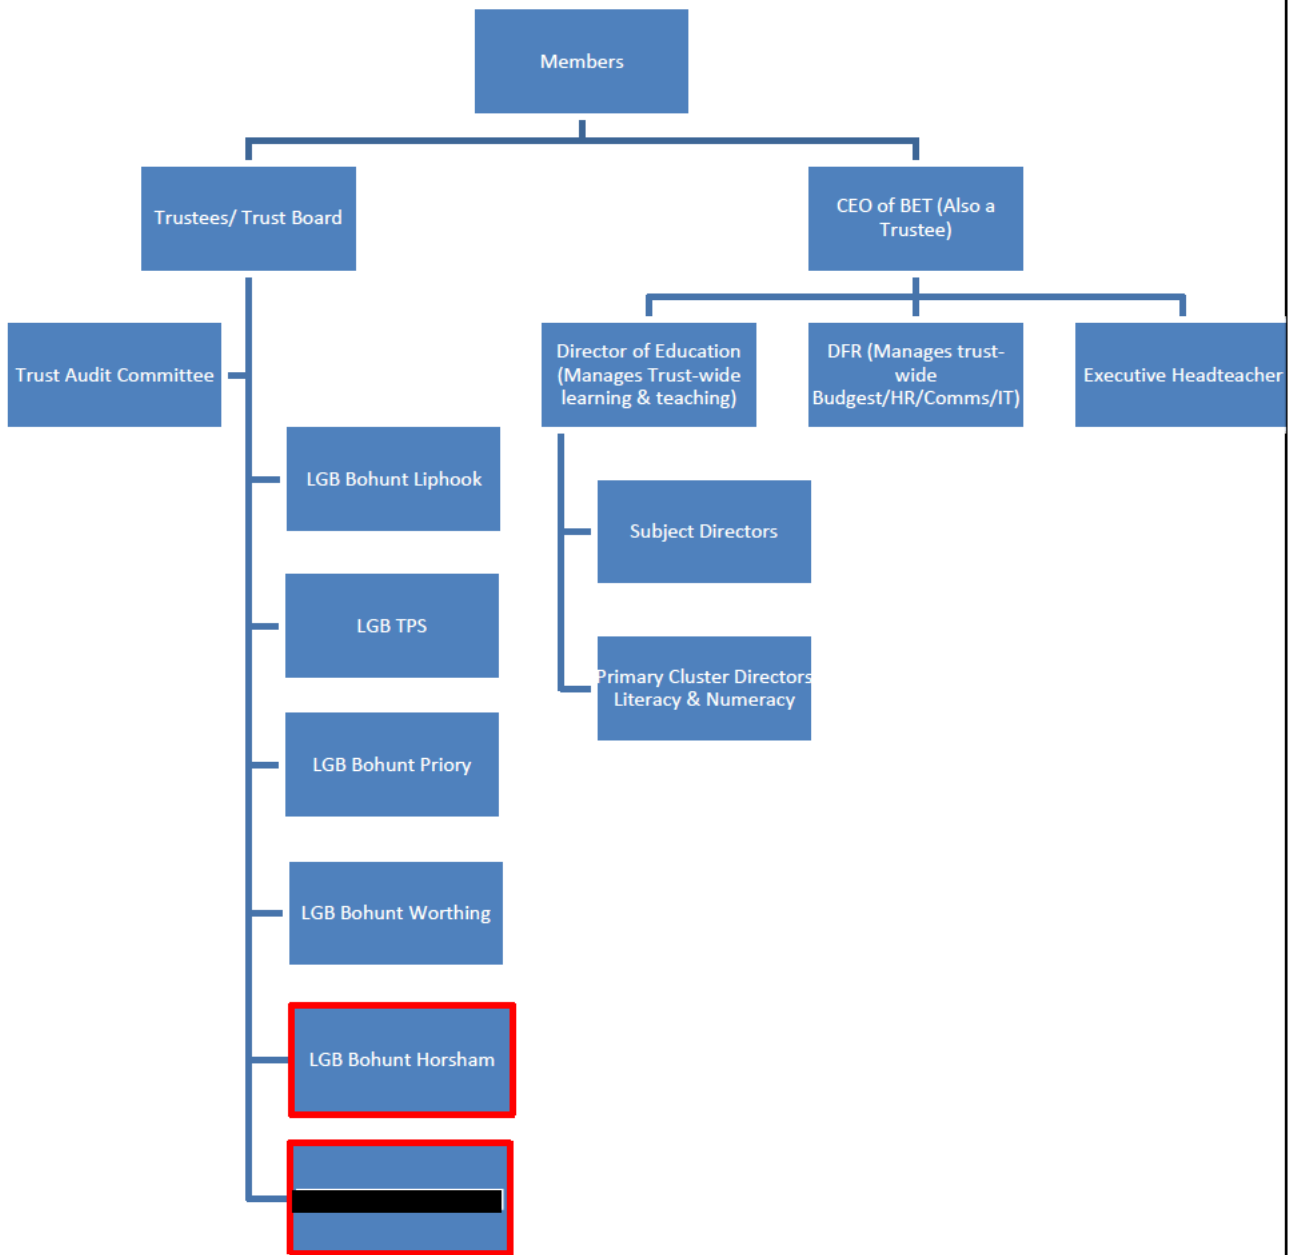 Members
Trustees/ Trust Board
CEO of BET (Also a
Trustee)
Trust Audit Committee
Director of Education
(Manages Trust-wide
learning & teaching)
DFR (Manages trust-
wide
Budgest/HR/Comms/IT)
Executive Headteacher
LGB Bohunt Liphook
Subject Directors
LGB TPS
Primary Cluster Directors
Literacy & Numeracy
LGB Bohunt Priory
LGB Bohunt Worthing
LGB Bohunt Horsham